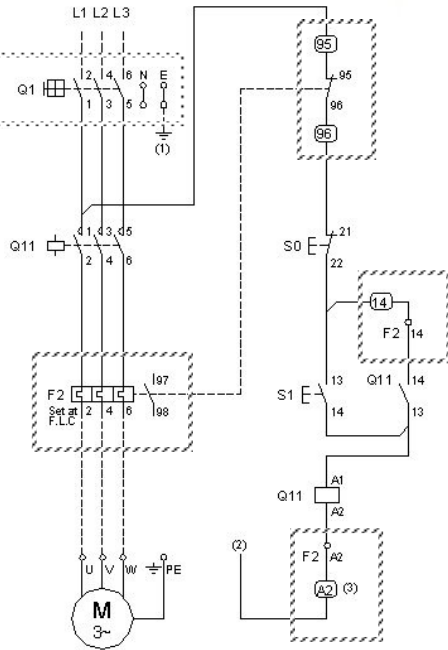 L1 L2 L3
95
2 4 6 N E
Q1
95
1 3 5
96
(1)
96
1 3 5
21
Q11
S0
2 4 6
22
14
F2 14
97
13 Q11 14
F2
S1
Set at 2 4 6 98
F.L.C
14 13
A1
Q11
A2
(2)
F2 A2
U V W PE
A2 (3)
M
3~